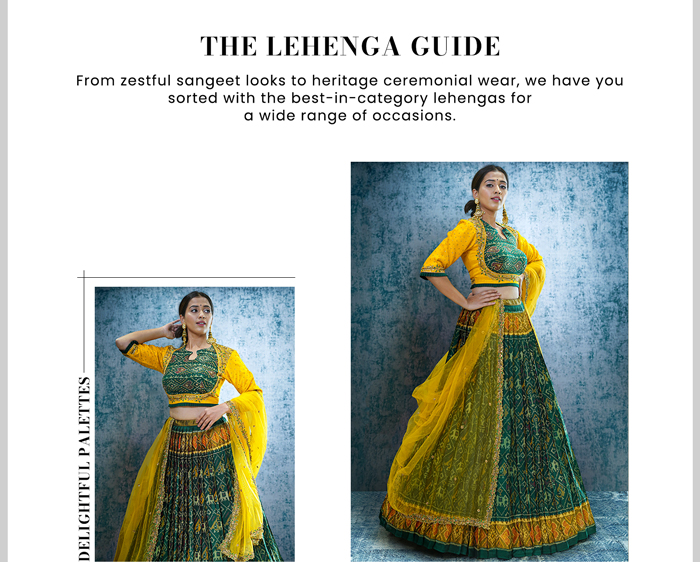 THE LEHENGA GUIDE
From zestful sangeet looks to heritage ceremonial wear, we have you
sorted with the best-in-category lehengas for
a wide range of occasions.
DELIGHTFUL PALETTES